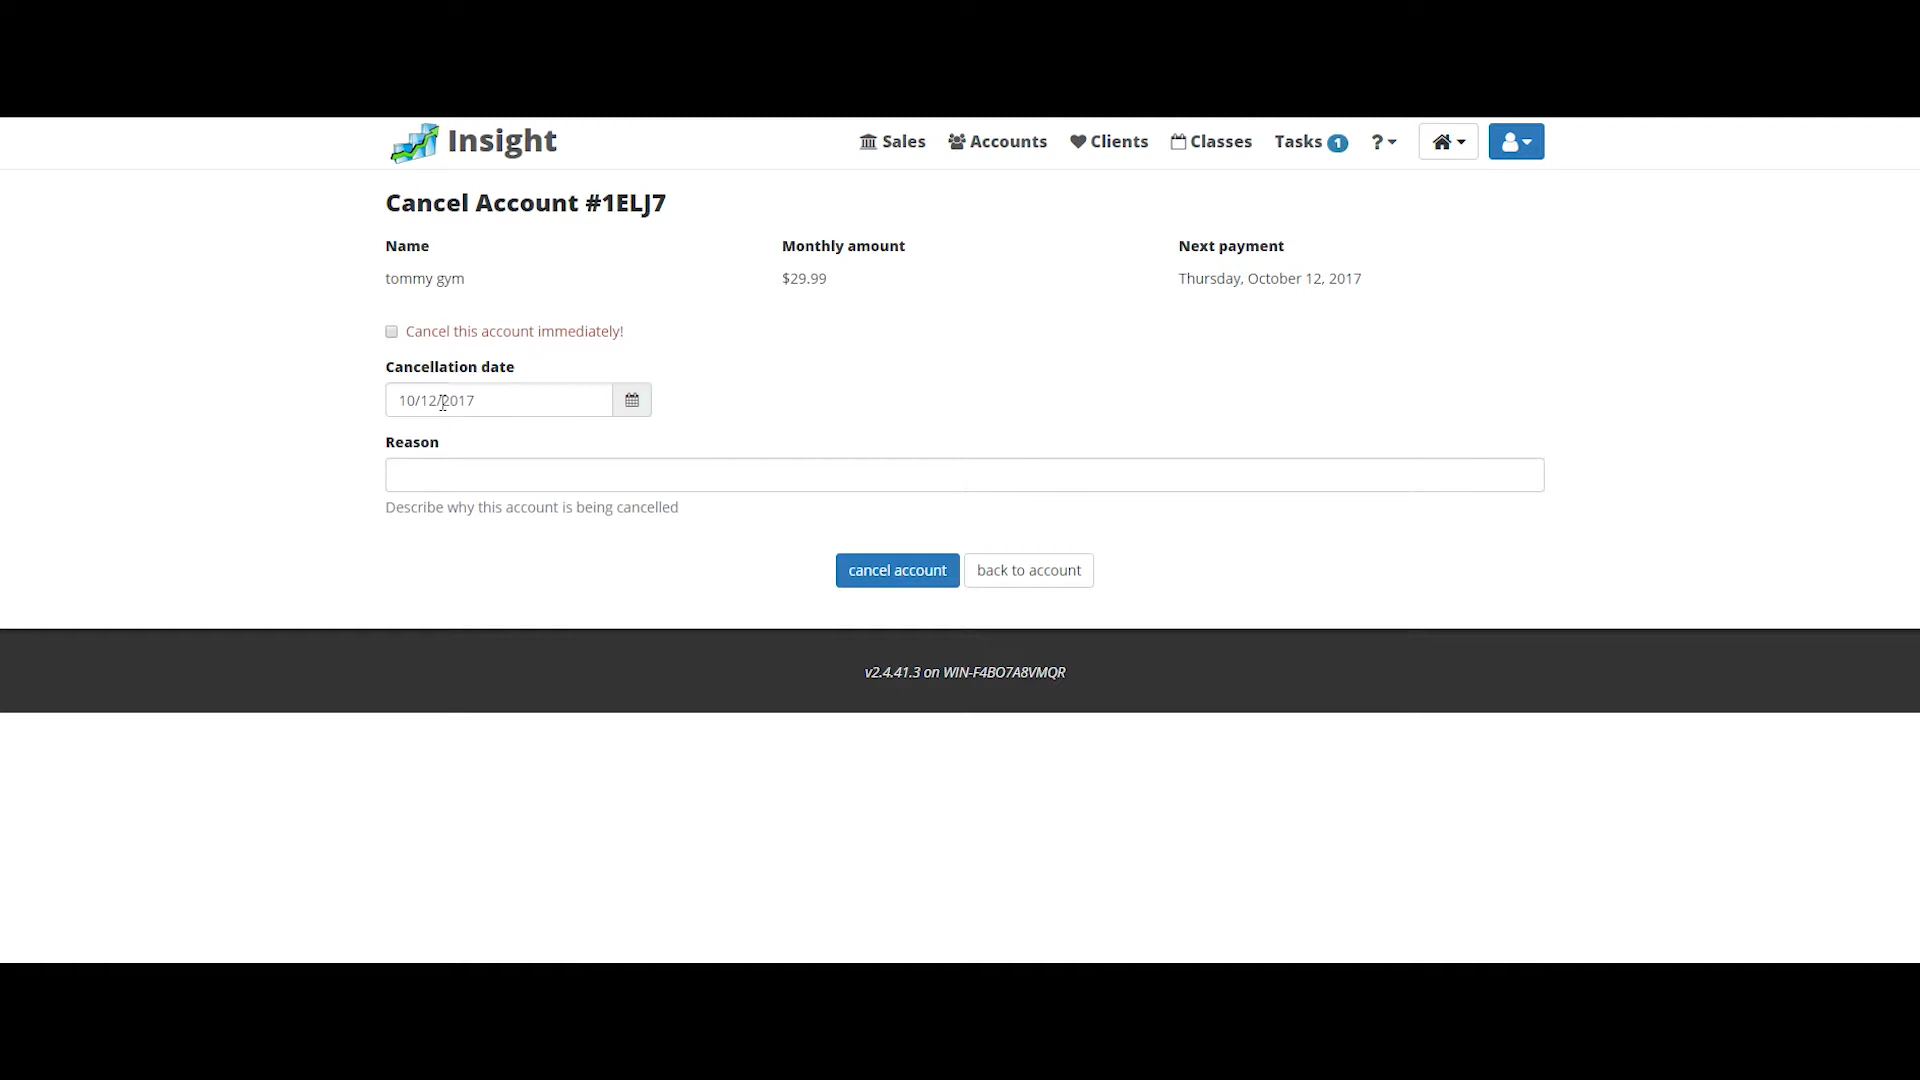 Insight
Sales Accounts Clients Classes Tasks 1 ?
Cancel Account #1ELJ7
Name Monthly amount Next payment
tommy gym $29.99 Thursday, October 12, 2017
Cancel this account immediately!
Cancellation date
10/12/2017
Reason
Describe why this account is being cancelled
cancel account back to account
v2.4.41.3 on WIN-F4BO7A8VMQR